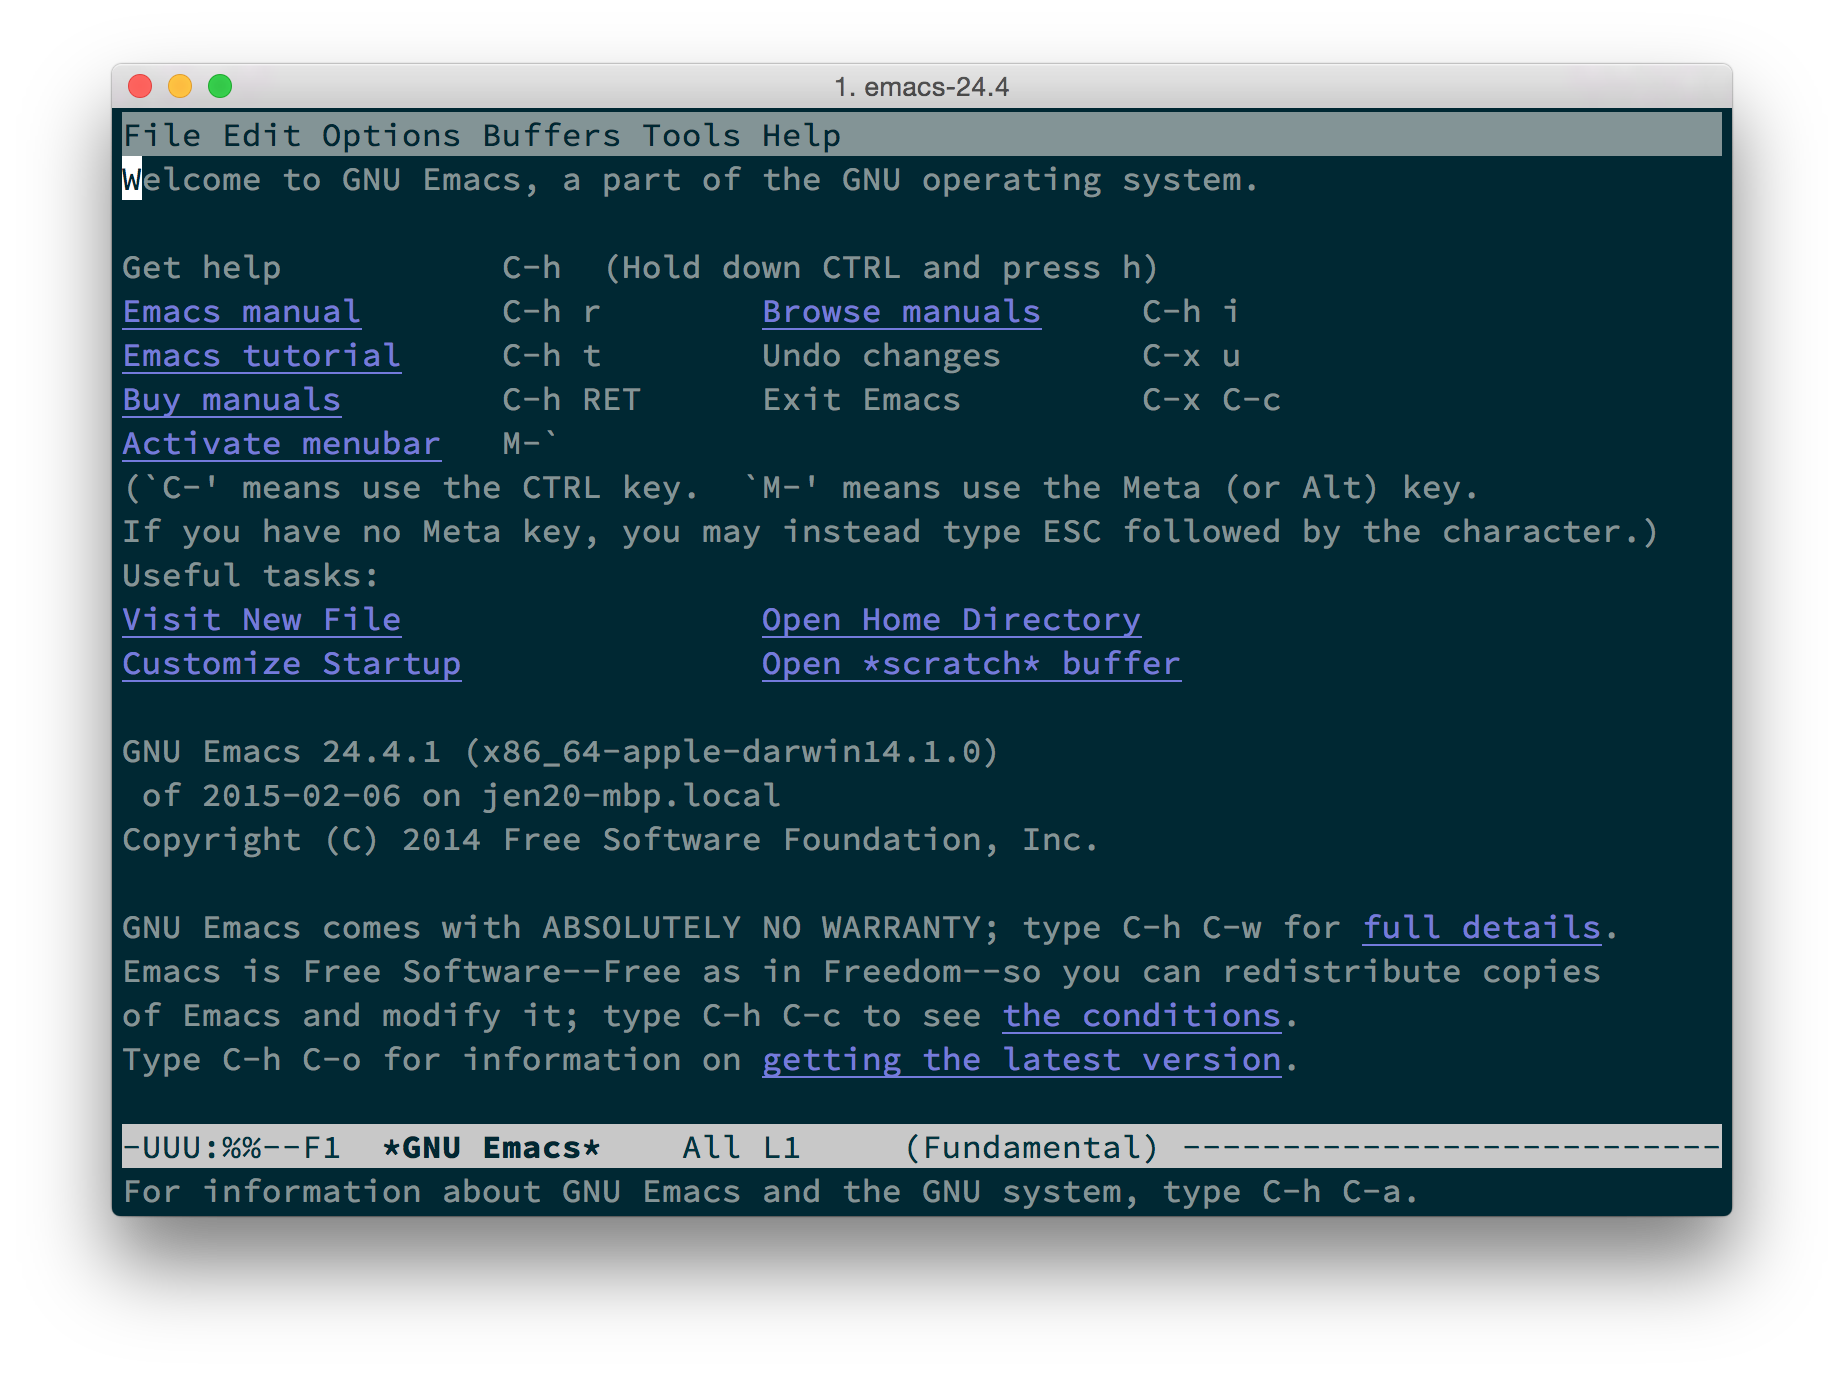 1. emacs-24.4
File Edit Options Buffers Tools Help
Welcome to GNU Emacs, a part of the GNU operating system.
Get help           C-h  (Hold down CTRL and press h)
Emacs manual       C-h r        Browse manuals     C-h i
Emacs tutorial     C-h t        Undo changes       C-x u
Buy manuals        C-h RET      Exit Emacs         C-x C-c
Activate menubar   M-`
(`C-' means use the CTRL key.  `M-' means use the Meta (or Alt) key.
If you have no Meta key, you may instead type ESC followed by the character.)
Useful tasks:
Visit New File                  Open Home Directory
Customize Startup               Open *scratch* buffer
GNU Emacs 24.4.1 (x86_64-apple-darwin14.1.0)
 of 2015-02-06 on jen20-mbp.local
Copyright (C) 2014 Free Software Foundation, Inc.
GNU Emacs comes with ABSOLUTELY NO WARRANTY; type C-h C-w for full details.
Emacs is Free Software--Free as in Freedom--so you can redistribute copies
of Emacs and modify it; type C-h C-c to see the conditions.
Type C-h C-o for information on getting the latest version.
-UUU:%%--F1  *GNU Emacs*    All L1     (Fundamental) ---------------------------
For information about GNU Emacs and the GNU system, type C-h C-a.